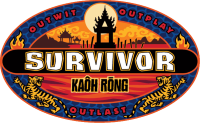 OUTWIT OUTPLAY
SURVIVOR
KAÔH RŌNG
OUTLAST